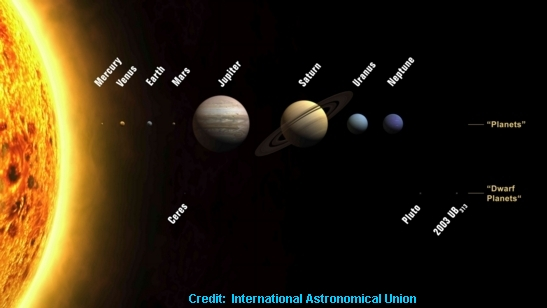 Mercury
Venus
Earth
Mars
Jupiter
Saturn
Uranus
Neptune
"Planets"
Ceres
Pluto
2003 UB313
"Dwarf
Planets"
Credit: International Astronomical Union